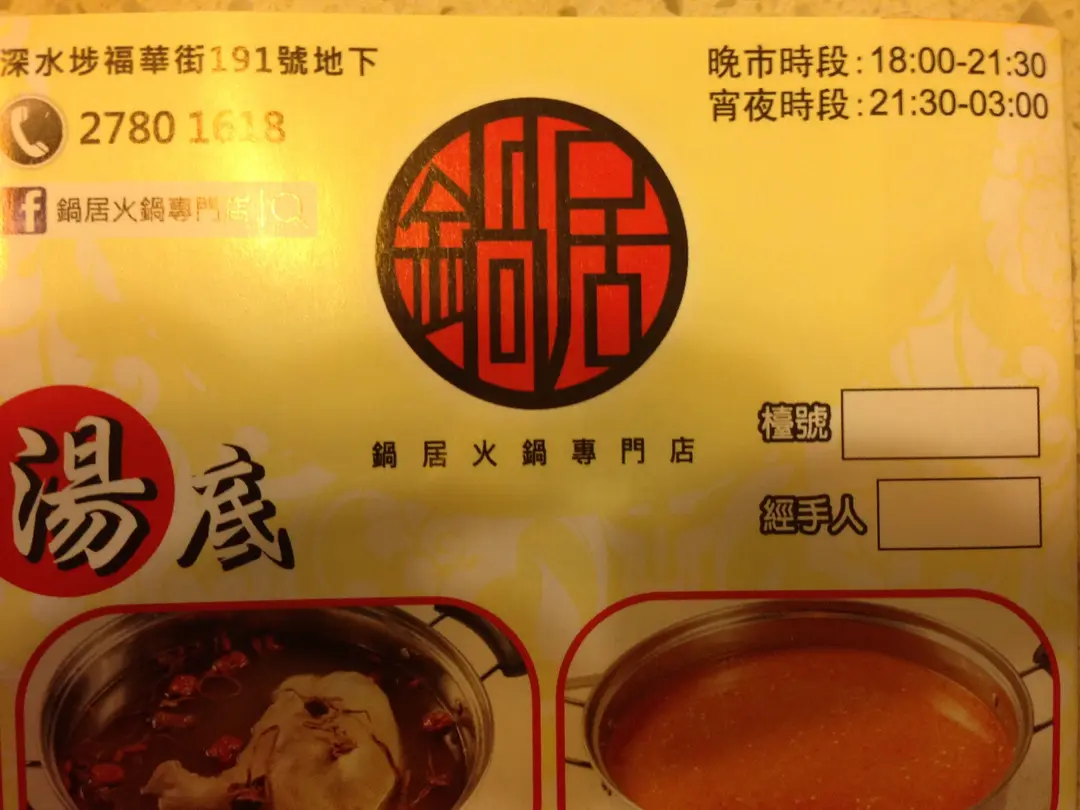 深水埗福華街191號地下
2780 1618
鍋居火鍋專門店
晚市時段:18:00-21:30
宵夜時段:21:30-03:00
鍋居
鍋居火鍋專門店
檯號
經手人
湯底